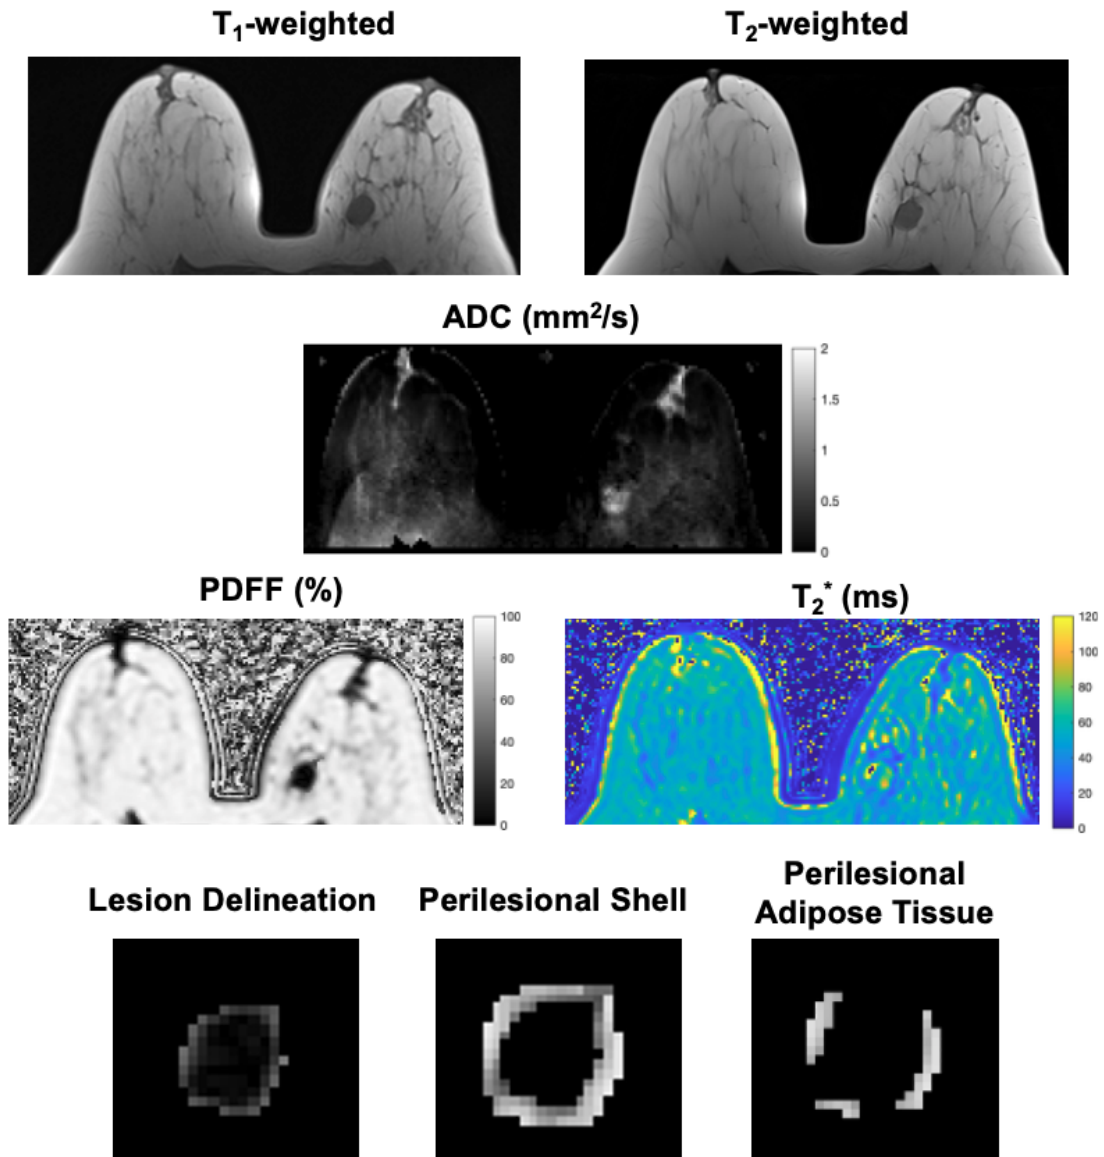 T₁-weighted
T₂-weighted
ADC (mm²/s)
2
1.5
1
0.5
0
PDFF (%)
100
80
60
40
20
0
T₂* (ms)
120
100
80
60
40
20
0
Lesion Delineation
Perilesional Shell
Perilesional
Adipose Tissue